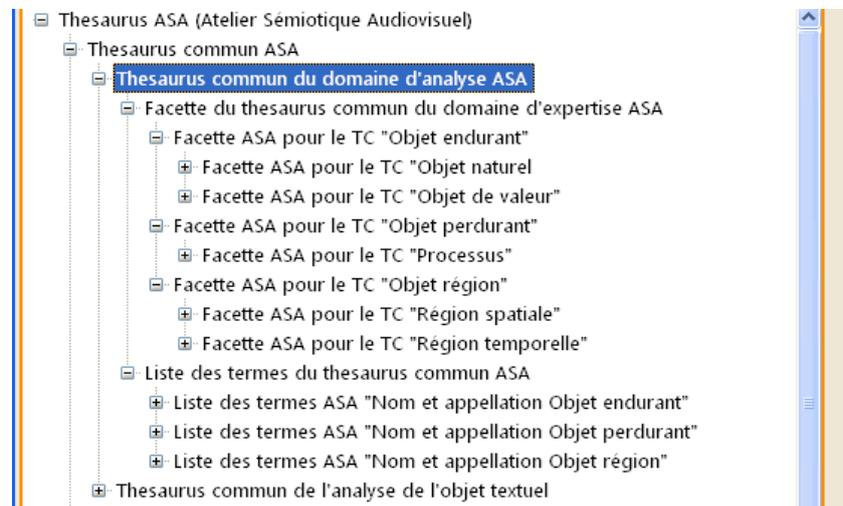 Thesaurus ASA (Atelier Sémiotique Audiovisuel)
Thesaurus commun ASA
Thesaurus commun du domaine d'analyse ASA
Facette du thesaurus commun du domaine d'expertise ASA
Facette ASA pour le TC "Objet endurant"
Facette ASA pour le TC "Objet naturel
Facette ASA pour le TC "Objet de valeur"
Facette ASA pour le TC "Objet perdurant"
Facette ASA pour le TC "Processus"
Facette ASA pour le TC "Objet région"
Facette ASA pour le TC "Région spatiale"
Facette ASA pour le TC "Région temporelle"
Liste des termes du thesaurus commun ASA
Liste des termes ASA "Nom et appellation Objet endurant"
Liste des termes ASA "Nom et appellation Objet perdurant"
Liste des termes ASA "Nom et appellation Objet région"
Thesaurus commun de l'analyse de l'objet textuel